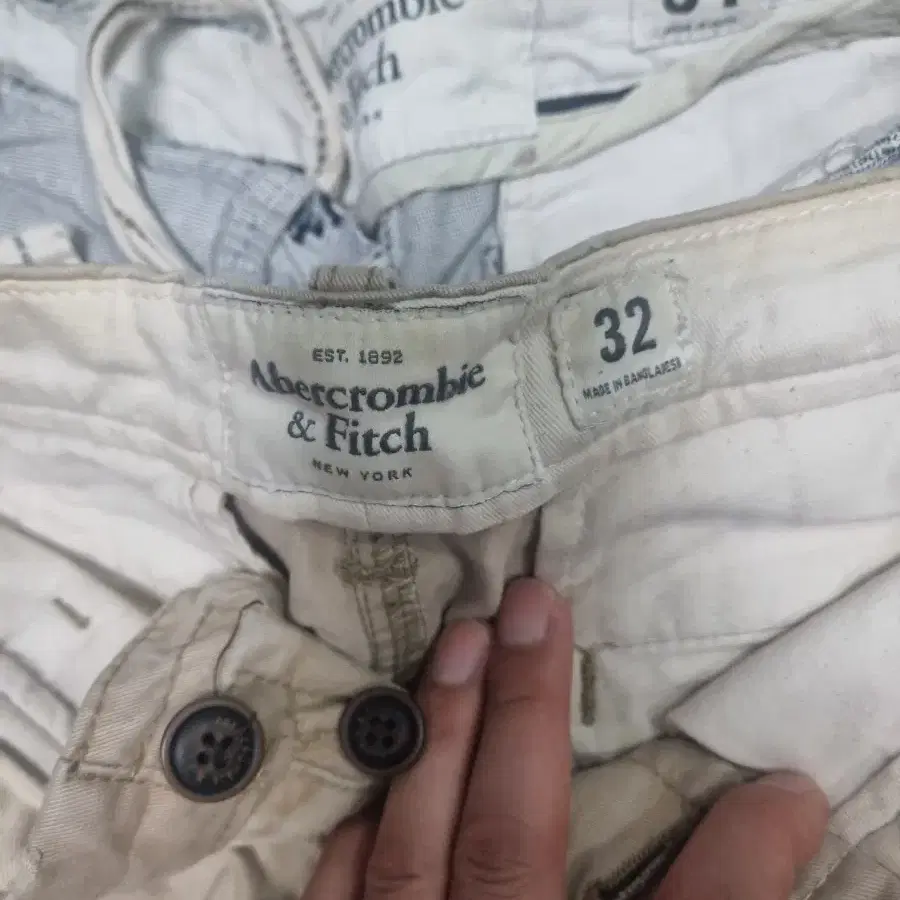 EST. 1892
Abercrombie
& Fitch
NEW YORK
32
MADE IN BANGLADESH